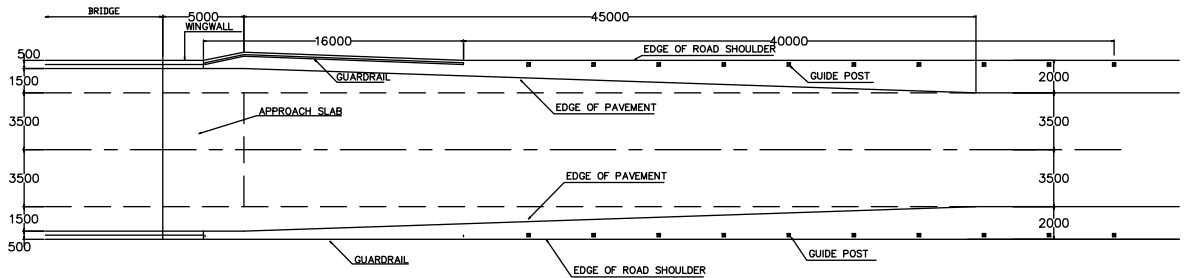 BRIDGE
5000
45000
WINGWALL
16000
40000
500
EDGE OF ROAD SHOULDER
1500
GUARDRAIL
GUIDE POST
2000
EDGE OF PAVEMENT
APPROACH SLAB
3500
3500
3500
3500
EDGE OF PAVEMENT
1500
2000
500
GUARDRAIL
GUIDE POST
EDGE OF ROAD SHOULDER